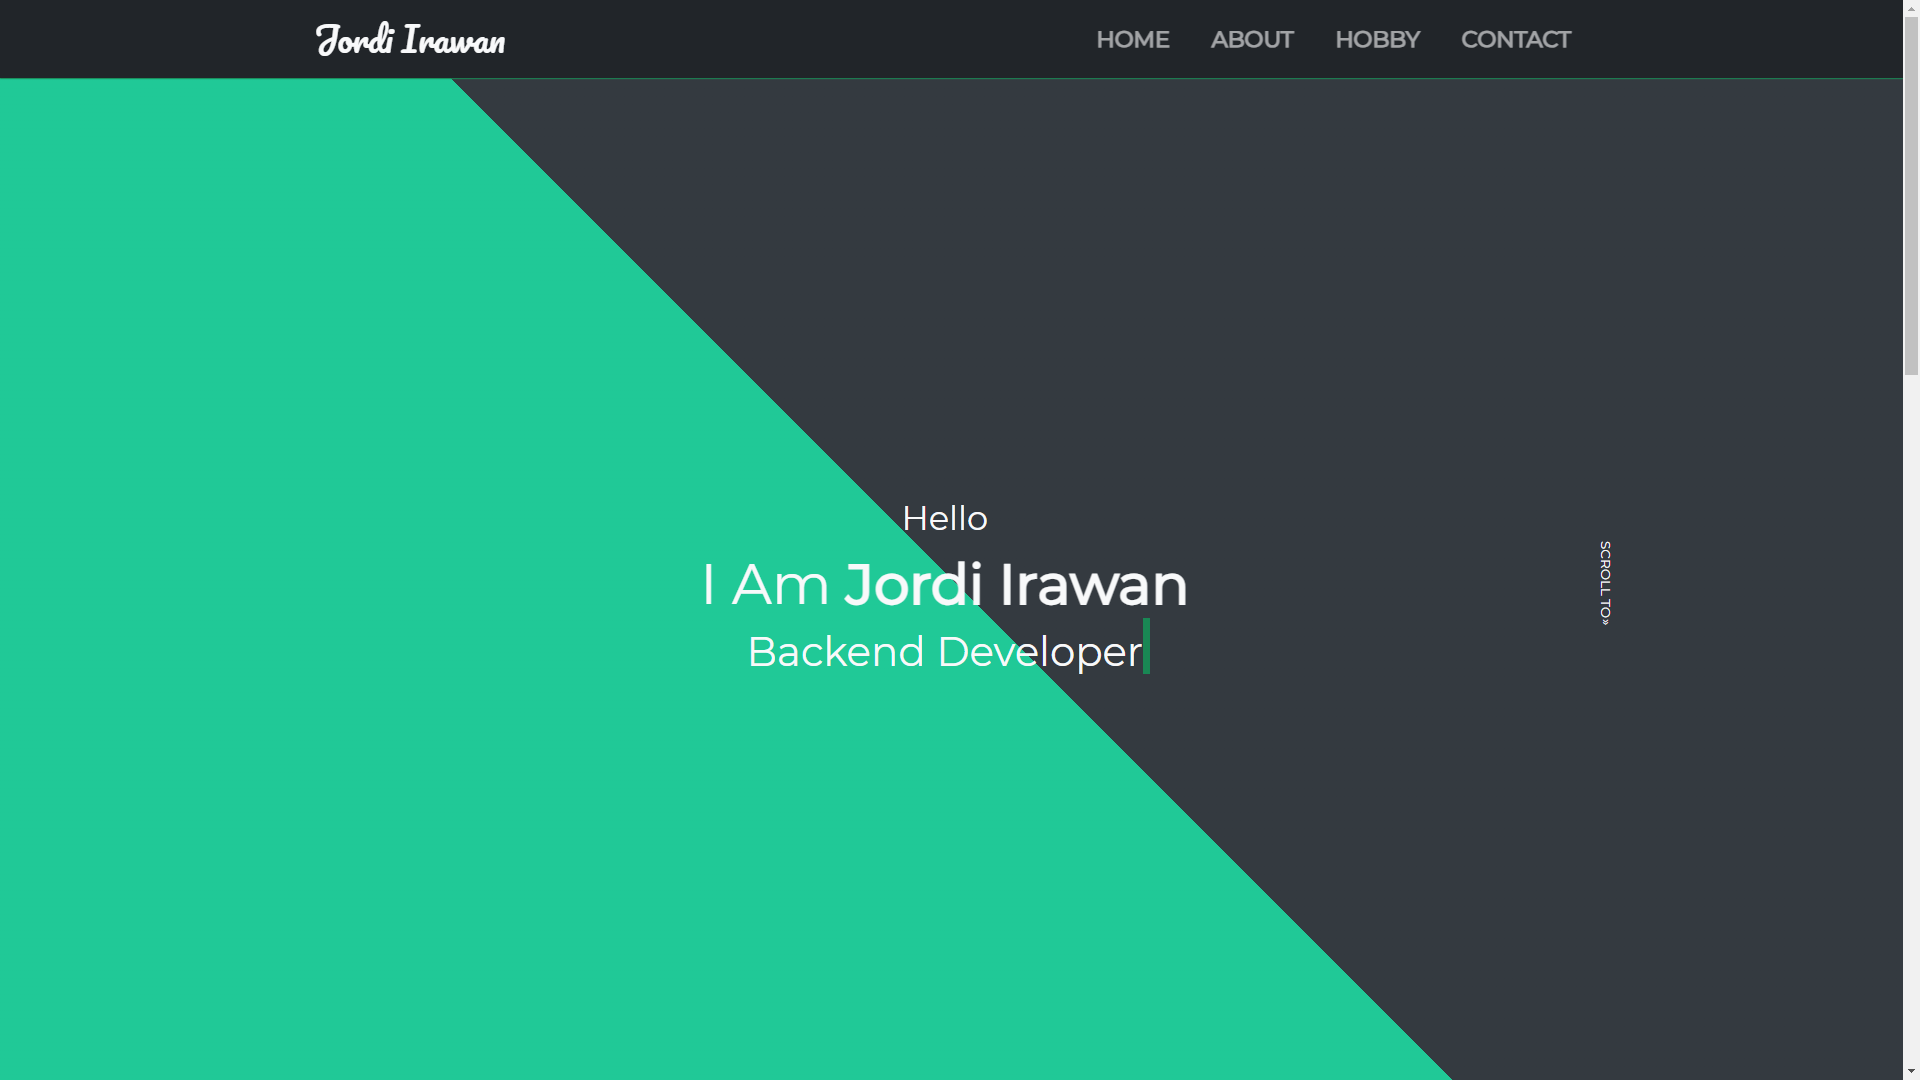 Jordi Irawan
HOME ABOUT HOBBY CONTACT
Hello
I Am Jordi Irawan
Backend Developer
SCROLL TO»